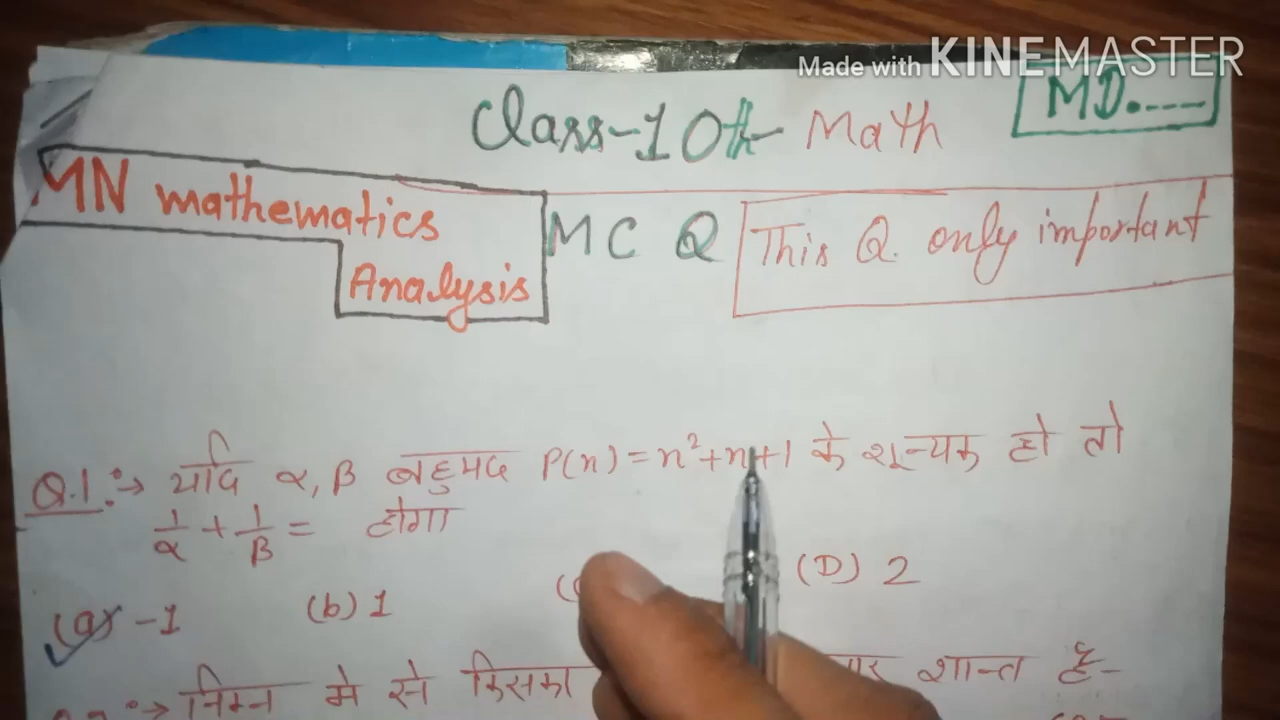 Made with KINEMASTER
Class-10th Math
MD.----
MN mathematics
Analysis
MCQ
This Q. only important
Q.1:→ यदि α, β बहुपद P(x) = x²+x+1 के शून्यक हो तो
1/α + 1/β = होगा
(a) -1 (b) 1 (D) 2
निम्न मे से किसका शान्त है-